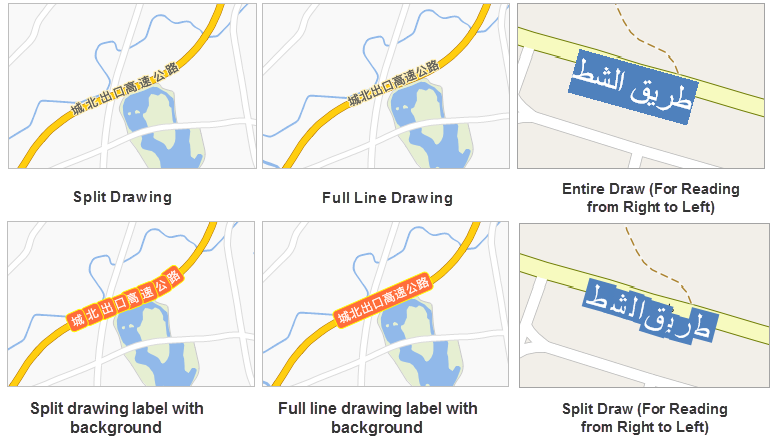 城北出口高速公路
城北出口高速公路
طريق الشط
Split Drawing
Full Line Drawing
Entire Draw (For Reading
from Right to Left)
城北出口高速公路
城北出口高速公路
طريق الشط
Split drawing label with
background
Full line drawing label with
background
Split Draw (For Reading
from Right to Left)